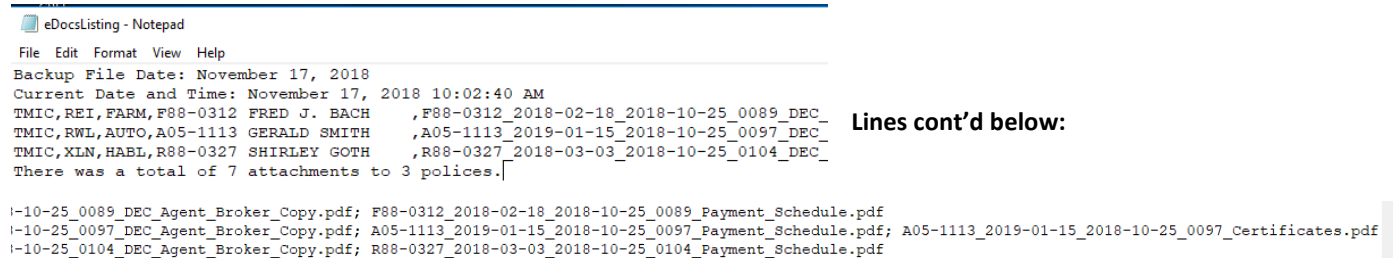 eDocsListing - Notepad
File Edit Format View Help
Backup File Date: November 17, 2018
Current Date and Time: November 17, 2018 10:02:40 AM
TMIC,REI,FARM,F88-0312 FRED J. BACH ,F88-0312_2018-02-18_2018-10-25_0089_DEC_
TMIC,RWL,AUTO,A05-1113 GERALD SMITH ,A05-1113_2019-01-15_2018-10-25_0097_DEC_
TMIC,XLN,HABL,R88-0327 SHIRLEY GOTH ,R88-0327_2018-03-03_2018-10-25_0104_DEC_
There was a total of 7 attachments to 3 polices.
Lines cont'd below:
-10-25_0089_DEC_Agent_Broker_Copy.pdf; F88-0312_2018-02-18_2018-10-25_0089_Payment_Schedule.pdf
-10-25_0097_DEC_Agent_Broker_Copy.pdf; A05-1113_2019-01-15_2018-10-25_0097_Payment_Schedule.pdf; A05-1113_2019-01-15_2018-10-25_0097_Certificates.pdf
-10-25_0104_DEC_Agent_Broker_Copy.pdf; R88-0327_2018-03-03_2018-10-25_0104_Payment_Schedule.pdf